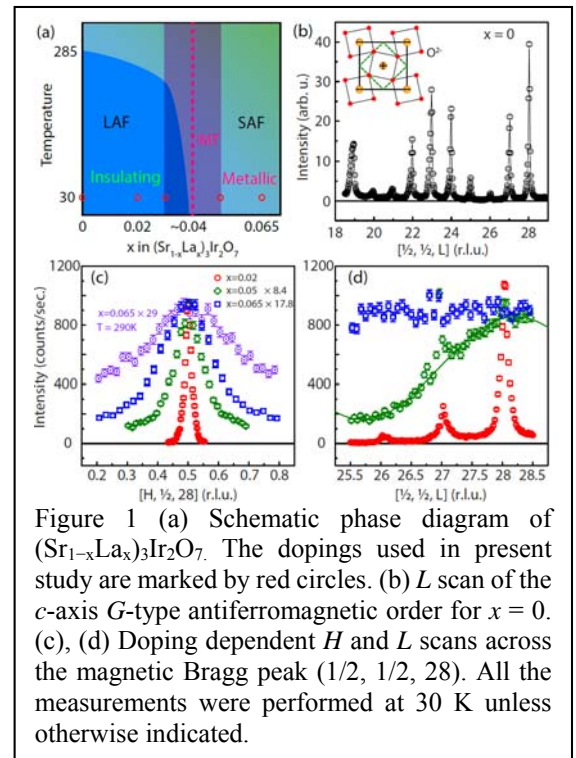 (a)
285
LAF
SAF
IMT
Insulating
Metallic
30
Temperature
0 0.02 ~0.04 0.065
x in (Sr1-xLax)3Ir2O7
(b)
x = 0
O2-
Intensity (arb. u.)
40
30
20
10
0
18 20 22 24 26 28
[½, ½, L] (r.l.u.)
(c)
x=0.02
x=0.05 ×8.4
x=0.065×17.8
x=0.065 × 29
T = 290K
Intensity (counts/sec.)
1200
800
400
0
0.2 0.3 0.4 0.5 0.6 0.7 0.8
[H, ½, 28] (r.l.u.)
(d)
1200
800
400
0
25.5 26 26.5 27 27.5 28 28.5
[½, ½, L] (r.l.u.)
Figure 1 (a) Schematic phase diagram of
(Sr1−xLax)3Ir2O7. The dopings used in present
study are marked by red circles. (b) L scan of the
c-axis G-type antiferromagnetic order for x = 0.
(c), (d) Doping dependent H and L scans across
the magnetic Bragg peak (1/2, 1/2, 28). All the
measurements were performed at 30 K unless
otherwise indicated.